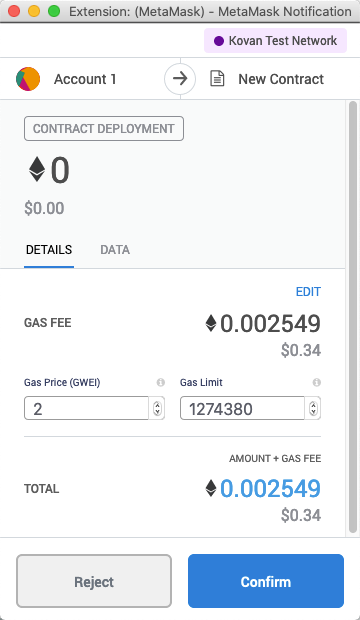 Extension: (MetaMask) - MetaMask Notification
Kovan Test Network
Account 1 New Contract
CONTRACT DEPLOYMENT
0
$0.00
DETAILS DATA
EDIT
GAS FEE 0.002549
$0.34
Gas Price (GWEI) Gas Limit
2 1274380
AMOUNT + GAS FEE
TOTAL 0.002549
$0.34
Reject Confirm